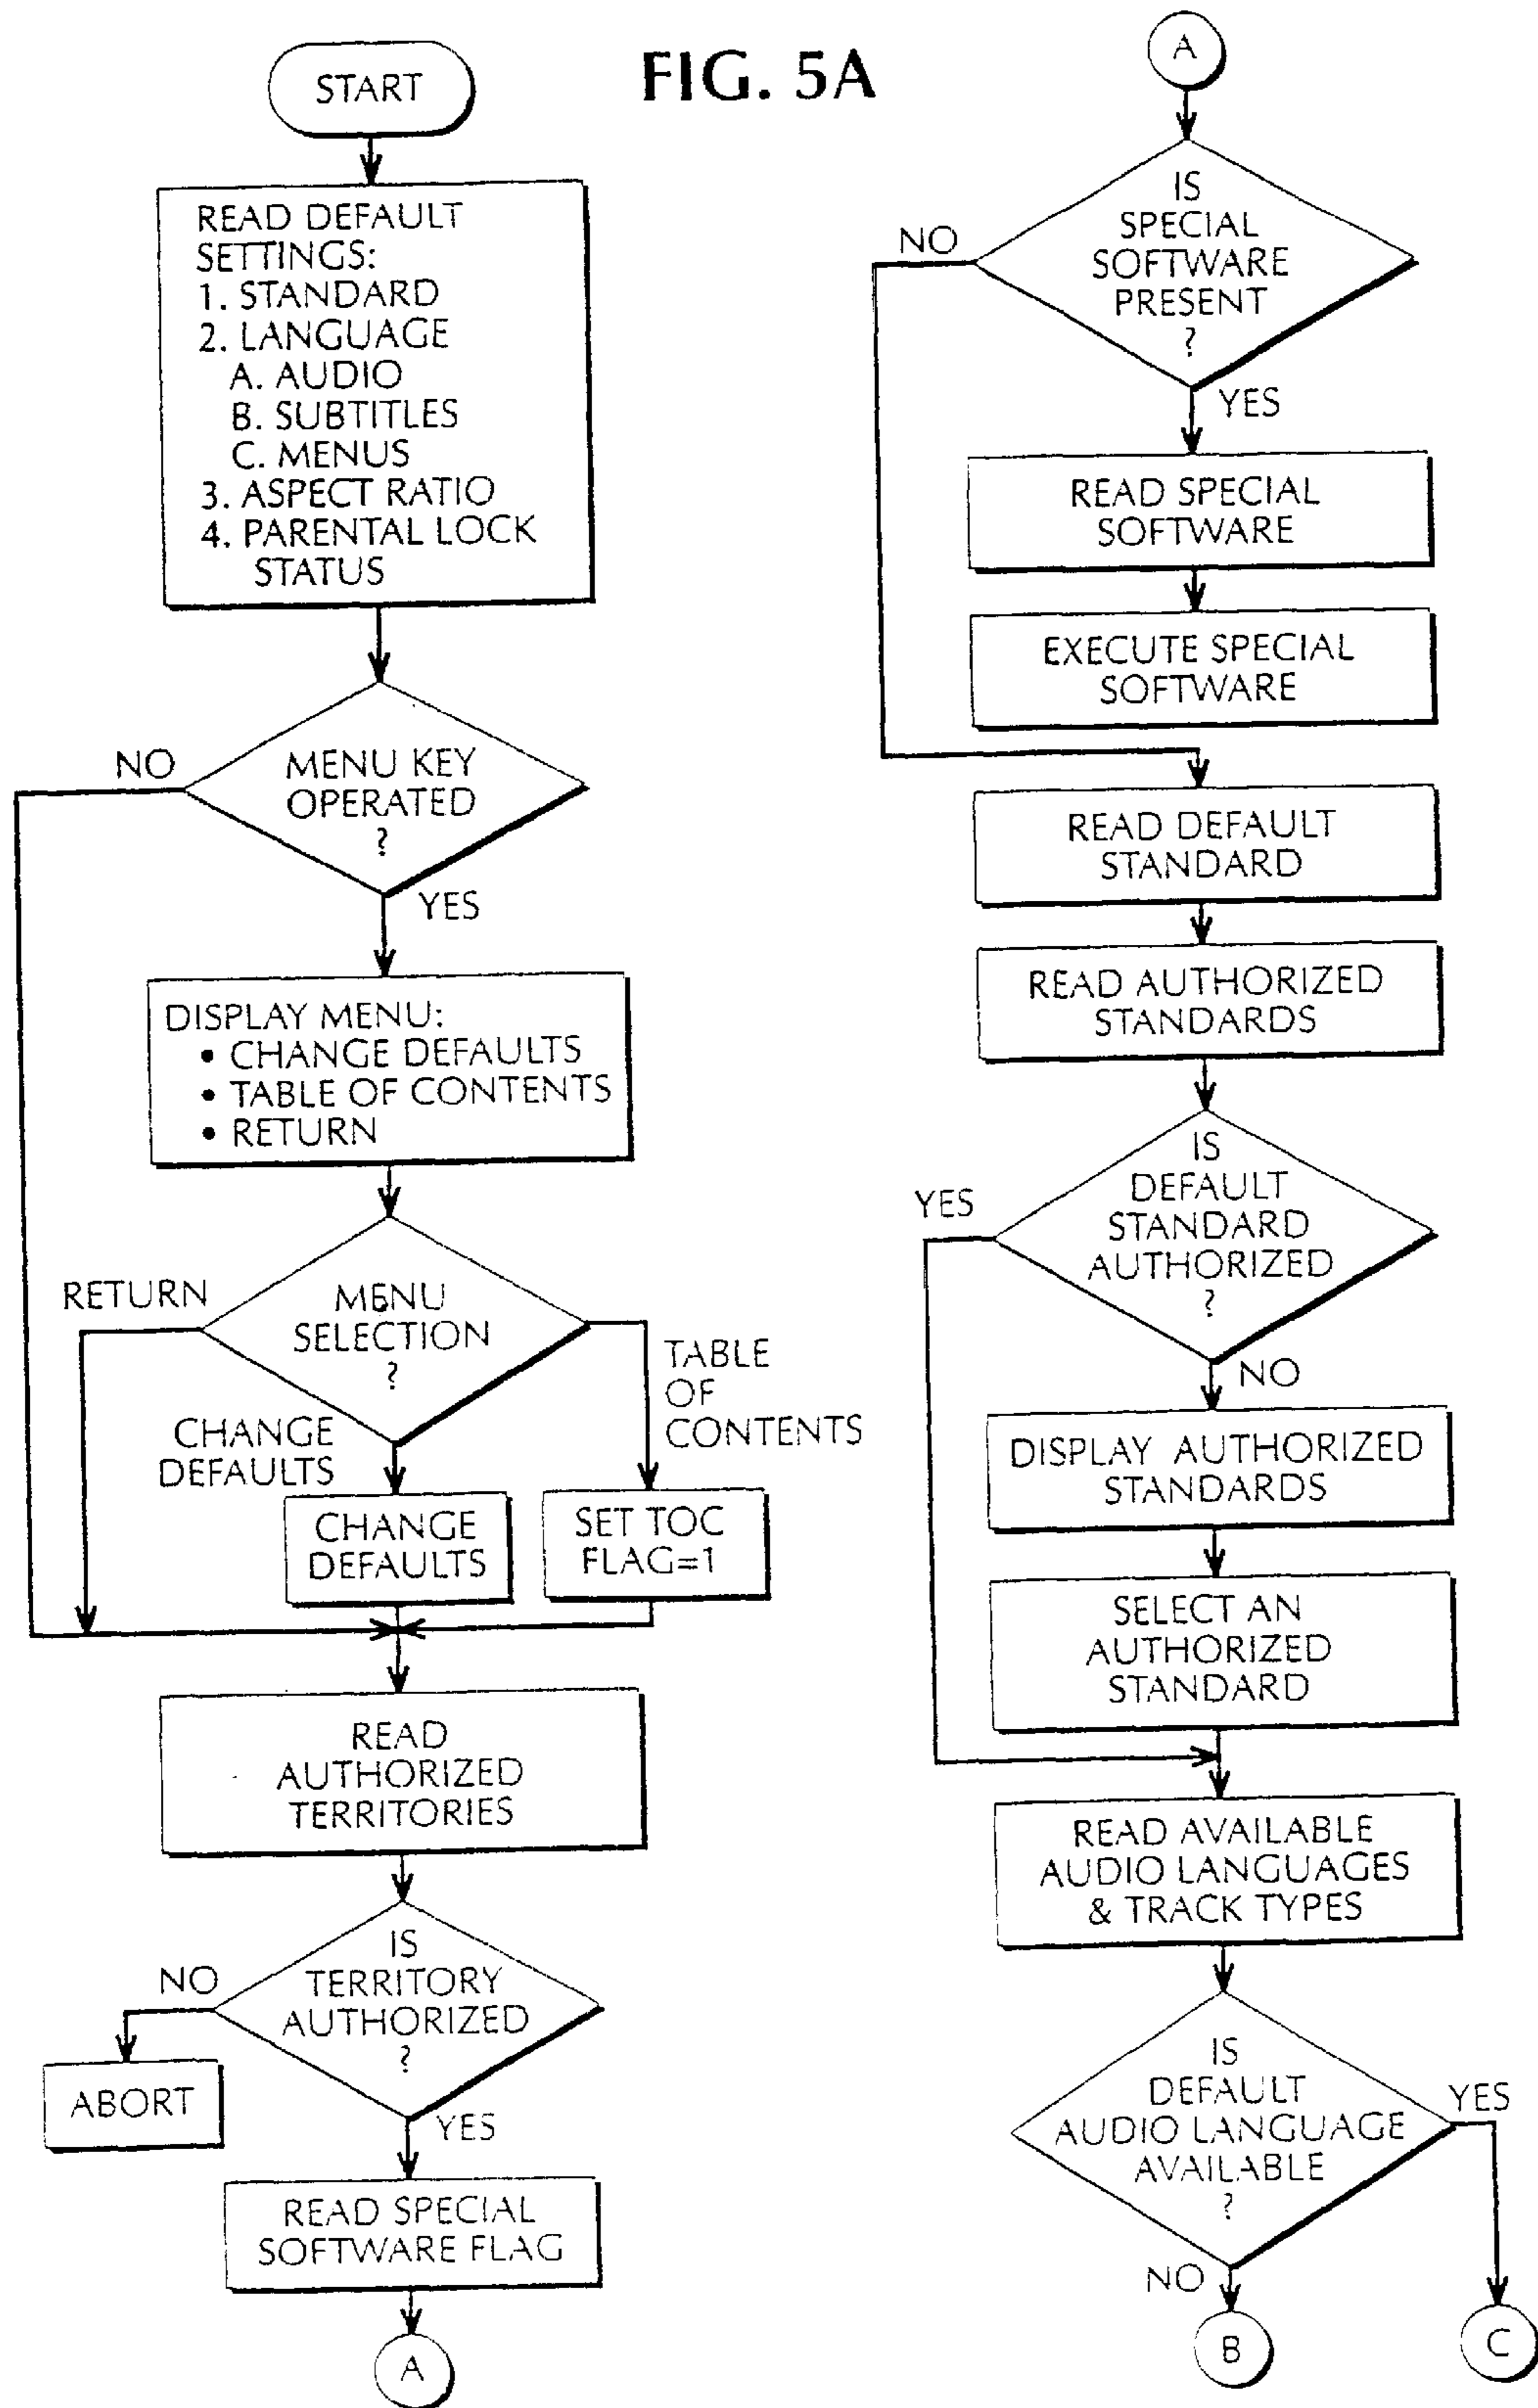 FIG. 5A
START
READ DEFAULT
SETTINGS:
1. STANDARD
2. LANGUAGE
A. AUDIO
B. SUBTITLES
C. MENUS
3. ASPECT RATIO
4. PARENTAL LOCK
STATUS
MENU KEY
OPERATED
?
NO
YES
DISPLAY MENU:
• CHANGE DEFAULTS
• TABLE OF CONTENTS
• RETURN
MENU
SELECTION
?
RETURN
CHANGE
DEFAULTS
TABLE
OF
CONTENTS
CHANGE
DEFAULTS
SET TOC
FLAG=1
READ
AUTHORIZED
TERRITORIES
IS
TERRITORY
AUTHORIZED
?
NO
ABORT
YES
READ SPECIAL
SOFTWARE FLAG
A
A
IS
SPECIAL
SOFTWARE
PRESENT
?
NO
YES
READ SPECIAL
SOFTWARE
EXECUTE SPECIAL
SOFTWARE
READ DEFAULT
STANDARD
READ AUTHORIZED
STANDARDS
IS
DEFAULT
STANDARD
AUTHORIZED
?
YES
NO
DISPLAY AUTHORIZED
STANDARDS
SELECT AN
AUTHORIZED
STANDARD
READ AVAILABLE
AUDIO LANGUAGES
& TRACK TYPES
IS
DEFAULT
AUDIO LANGUAGE
AVAILABLE
?
YES
NO
B
C